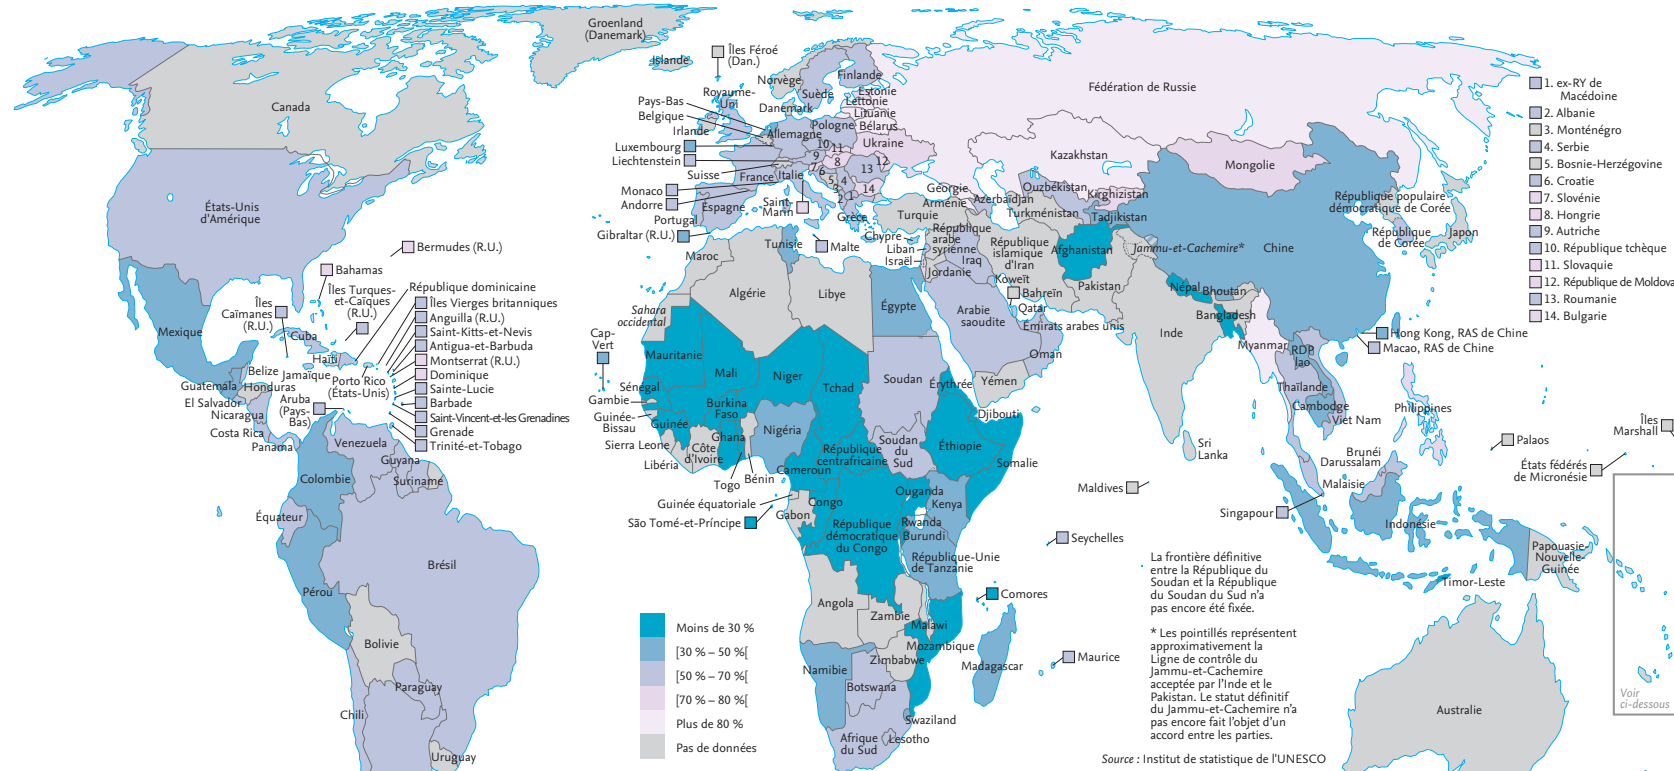 Groenland
(Danemark)
Islande
Îles Féroé
(Dan.)
Canada
États-Unis
d'Amérique
Mexique
Bermudes (R.U.)
Bahamas
Îles Turques-
et-Caïques
(R.U.)
Îles
Caïmanes
(R.U.)
Cuba
Haïti
République dominicaine
Îles Vierges britanniques
Anguilla (R.U.)
Saint-Kitts-et-Nevis
Antigua-et-Barbuda
Montserrat (R.U.)
Dominique
Sainte-Lucie
Barbade
Saint-Vincent-et-les Grenadines
Grenade
Trinité-et-Tobago
Belize
Jamaïque
Porto Rico
(États-Unis)
Guatemala
Honduras
El Salvador
Nicaragua
Costa Rica
Panama
Aruba
(Pays-
Bas)
Venezuela
Guyana
Suriname
Colombie
Équateur
Pérou
Brésil
Bolivie
Paraguay
Chili
Uruguay
Norvège
Suède
Finlande
Estonie
Lettonie
Lituanie
Bélarus
Royaume-
Uni
Danemark
Pays-Bas
Belgique
Irlande
Luxembourg
Liechtenstein
Suisse
Allemagne
Pologne
Ukraine
France
Italie
Monaco
Andorre
Espagne
Portugal
Gibraltar (R.U.)
Saint-
Marin
Malte
Grèce
10
11
9
8
7
6
5
4
3
2
1
12
13
14
Fédération de Russie
Kazakhstan
Mongolie
Géorgie
Arménie
Azerbaïdjan
Ouzbékistan
Turkménistan
Kirghizistan
Tadjikistan
Turquie
Chypre
Liban
Israël
République
arabe
syrienne
Iraq
Jordanie
République
islamique
d'Iran
Koweït
Bahreïn
Qatar
Émirats arabes unis
Arabie
saoudite
Oman
Yémen
Afghanistan
Pakistan
Jammu-et-Cachemire*
Inde
Népal
Bhoutan
Bangladesh
Myanmar
Chine
République populaire
démocratique de Corée
République
de Corée
Japon
Hong Kong, RAS de Chine
Macao, RAS de Chine
RDP
lao
Thaïlande
Cambodge
Viet Nam
Philippines
Sri
Lanka
Maldives
Brunéi
Darussalam
Malaisie
Singapour
Indonésie
Timor-Leste
Papouasie-
Nouvelle-
Guinée
Palaos
États fédérés
de Micronésie
Îles
Marshall
Australie
Maroc
Algérie
Tunisie
Libye
Égypte
Sahara
occidental
Cap-
Vert
Mauritanie
Mali
Niger
Tchad
Soudan
Érythrée
Djibouti
Sénégal
Gambie
Guinée-
Bissau
Guinée
Sierra Leone
Libéria
Côte
d'Ivoire
Burkina
Faso
Ghana
Togo
Bénin
Nigéria
Cameroun
République
centrafricaine
Soudan
du
Sud
Éthiopie
Somalie
Guinée équatoriale
São Tomé-et-Príncipe
Gabon
Congo
République
démocratique
du Congo
Ouganda
Kenya
Rwanda
Burundi
République-Unie
de Tanzanie
Angola
Zambie
Malawi
Mozambique
Zimbabwe
Namibie
Botswana
Madagascar
Swaziland
Lesotho
Afrique
du Sud
Comores
Seychelles
Maurice
1. ex-RY de
Macédoine
2. Albanie
3. Monténégro
4. Serbie
5. Bosnie-Herzégovine
6. Croatie
7. Slovénie
8. Hongrie
9. Autriche
10. République tchèque
11. Slovaquie
12. République de Moldova
13. Roumanie
14. Bulgarie
Moins de 30 %
[30 % – 50 %[
[50 % – 70 %[
[70 % – 80 %[
Plus de 80 %
Pas de données
La frontière définitive
entre la République du
Soudan et la République
du Soudan du Sud n'a
pas encore été fixée.
* Les pointillés représentent
approximativement la
Ligne de contrôle du
Jammu-et-Cachemire
acceptée par l'Inde et le
Pakistan. Le statut définitif
du Jammu-et-Cachemire n'a
pas encore fait l'objet d'un
accord entre les parties.
Source : Institut de statistique de l'UNESCO
Voir
ci-dessous